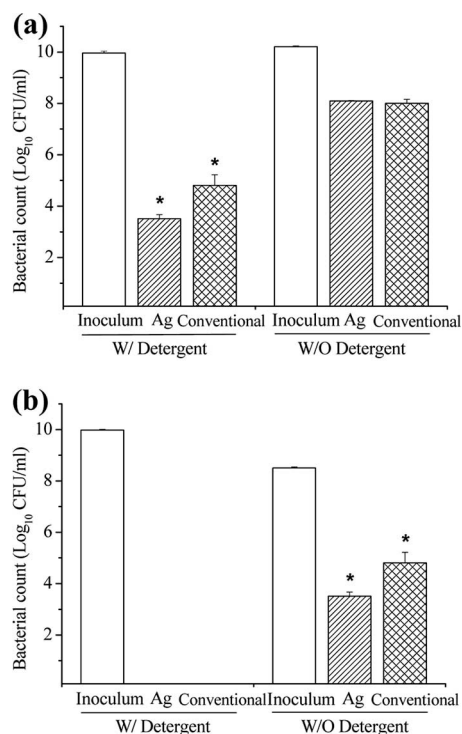 (a)
Bacterial count (Log₁₀ CFU/ml)
10
8
6
4
2
*
*
Inoculum Ag Conventional
Inoculum Ag Conventional
W/ Detergent
W/O Detergent
(b)
Bacterial count (Log₁₀ CFU/ml)
10
8
6
4
2
*
*
Inoculum Ag Conventional
Inoculum Ag Conventional
W/ Detergent
W/O Detergent